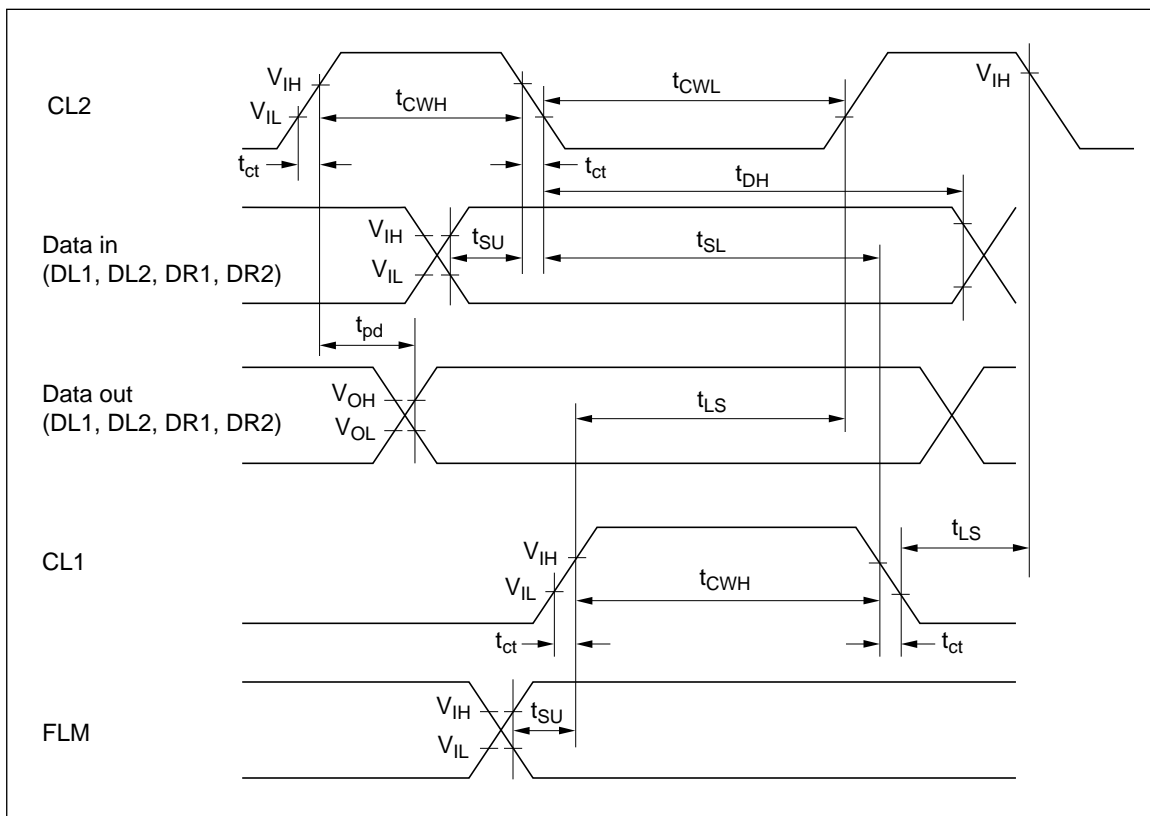 CL2
V_IH
V_IL
t_ct
t_CWH
t_CWL
t_ct
V_IH
t_DH
Data in
(DL1, DL2, DR1, DR2)
V_IH
V_IL
t_SU
t_SL
t_pd
Data out
(DL1, DL2, DR1, DR2)
V_OH
V_OL
t_LS
CL1
V_IH
V_IL
t_ct
t_CWH
t_LS
t_ct
FLM
V_IH
V_IL
t_SU